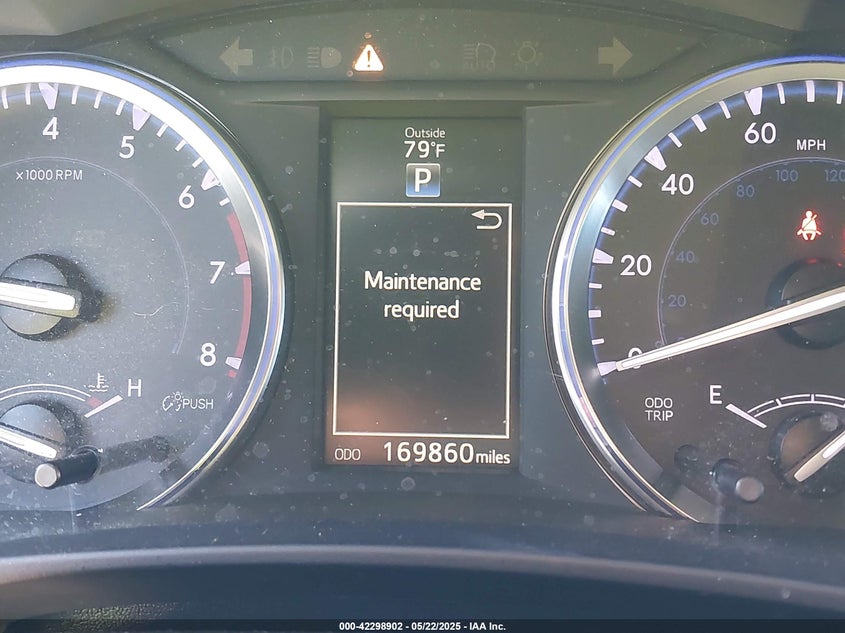 Outside
79°F
P
Maintenance
required
ODO 169860 miles
4
5
6
7
8
x1000 RPM
H
PUSH
0
20
40
60
MPH
20
40
60
80
100
120
ODO
TRIP
E
AUTO
000-42298902 - 05/22/2025 - IAA Inc.